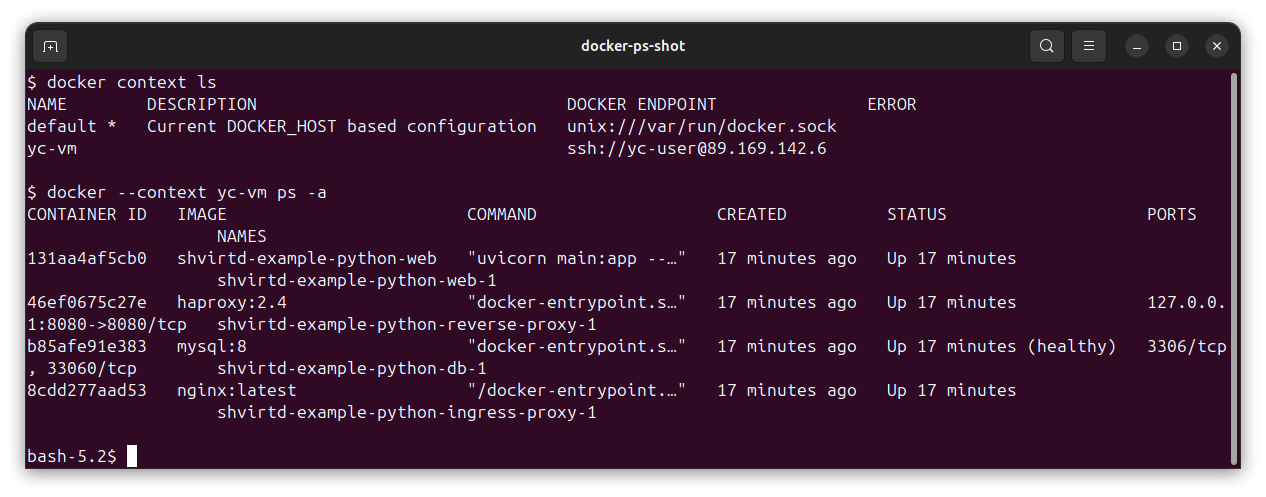 docker-ps-shot
$ docker context ls
NAME        DESCRIPTION                               DOCKER ENDPOINT               ERROR
default *   Current DOCKER_HOST based configuration   unix:///var/run/docker.sock
yc-vm                                                 ssh://yc-user@89.169.142.6
$ docker --context yc-vm ps -a
CONTAINER ID   IMAGE                        COMMAND                  CREATED          STATUS                    PORTS
                   NAMES
131aa4af5cb0   shvirtd-example-python-web   "uvicorn main:app --…"   17 minutes ago   Up 17 minutes
                   shvirtd-example-python-web-1
46ef0675c27e   haproxy:2.4                  "docker-entrypoint.s…"   17 minutes ago   Up 17 minutes             127.0.0.
1:8080->8080/tcp   shvirtd-example-python-reverse-proxy-1
b85afe91e383   mysql:8                      "docker-entrypoint.s…"   17 minutes ago   Up 17 minutes (healthy)   3306/tcp
, 33060/tcp        shvirtd-example-python-db-1
8cdd277aad53   nginx:latest                 "/docker-entrypoint.…"   17 minutes ago   Up 17 minutes
                   shvirtd-example-python-ingress-proxy-1
bash-5.2$